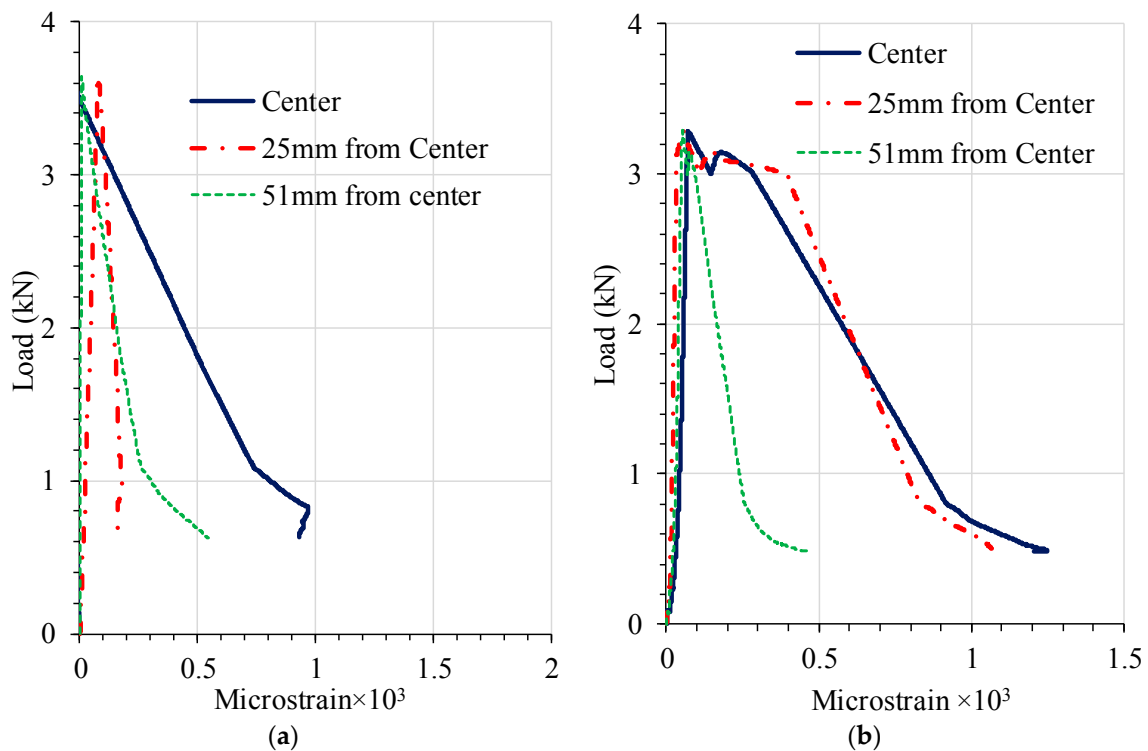 4
3
2
1
0
Load (kN)
Center
25mm from Center
51mm from center
0
0.5
1
1.5
2
Microstrain×10³
(a)
4
3
2
1
0
Load (kN)
Center
25mm from Center
51mm from Center
0
0.5
1
1.5
Microstrain ×10³
(b)